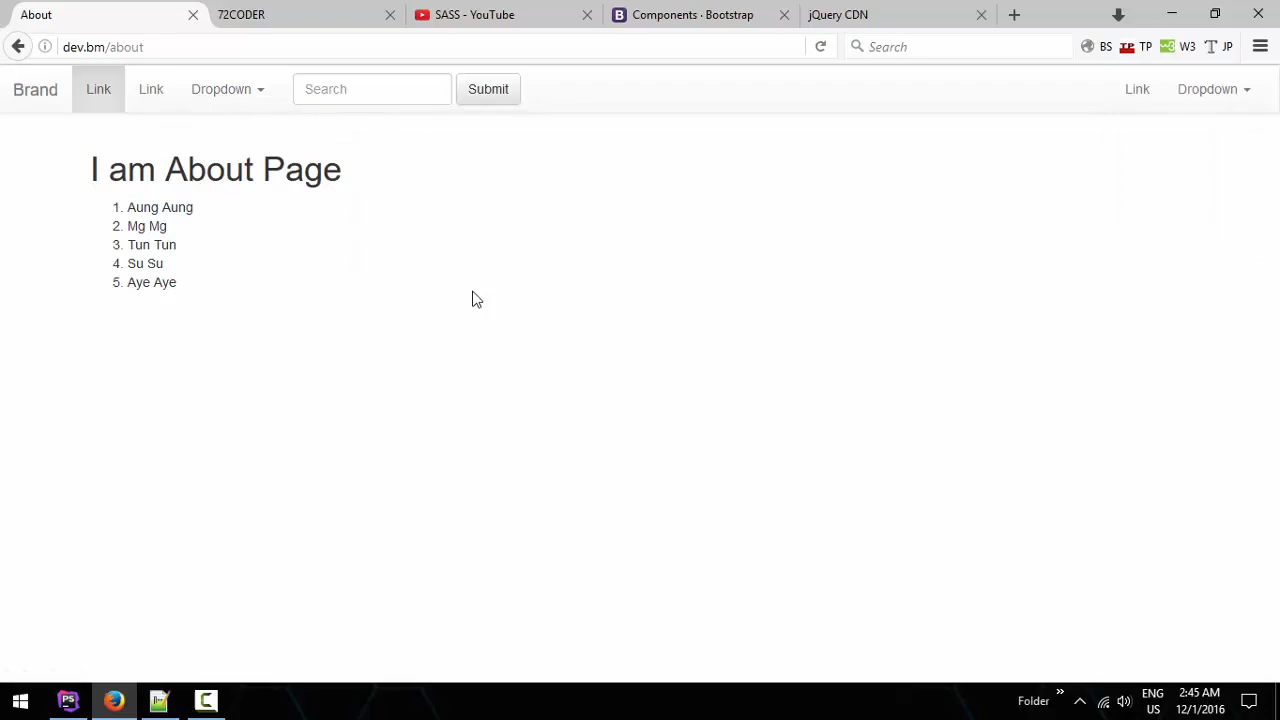 About
72CODER
SASS - YouTube
Components · Bootstrap
jQuery CDN
dev.bm/about
Search
BS
TP
W3
JP
Brand
Link
Link
Dropdown
Search
Submit
Link
Dropdown
I am About Page
1. Aung Aung
2. Mg Mg
3. Tun Tun
4. Su Su
5. Aye Aye
Folder
ENG
US
2:45 AM
12/1/2016